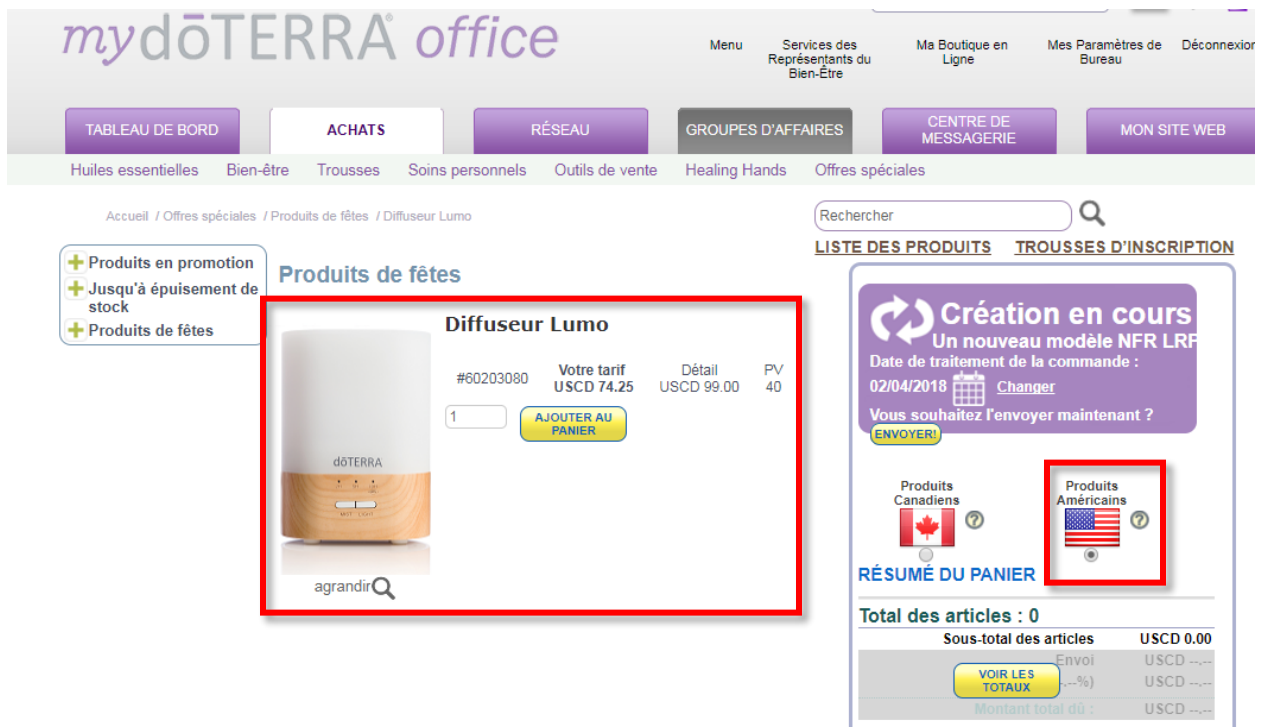 mydōTERRA office
Menu
Services des
Représentants du
Bien-Être
Ma Boutique en
Ligne
Mes Paramètres de
Bureau
Déconnexion
TABLEAU DE BORD
ACHATS
RÉSEAU
GROUPES D'AFFAIRES
CENTRE DE
MESSAGERIE
MON SITE WEB
Huiles essentielles Bien-être Trousses Soins personnels Outils de vente Healing Hands Offres spéciales
Accueil / Offres spéciales / Produits de fêtes / Diffuseur Lumo
Rechercher
LISTE DES PRODUITS TROUSSES D'INSCRIPTION
Produits en promotion
Jusqu'à épuisement de
stock
Produits de fêtes
Produits de fêtes
Diffuseur Lumo
#60203080
Votre tarif
USCD 74.25
Détail
USCD 99.00
PV
40
1
AJOUTER AU
PANIER
dōTERRA
MIST LIGHT
agrandir
Création en cours
Un nouveau modèle NFR LRP
Date de traitement de la commande :
02/04/2018 Changer
Vous souhaitez l'envoyer maintenant ?
ENVOYER!
Produits
Canadiens
Produits
Américains
RÉSUMÉ DU PANIER
Total des articles : 0
Sous-total des articles USCD 0.00
Envoi USCD --.--
--.--%) USCD --.--
VOIR LES
TOTAUX
Montant total dû : USCD --.--